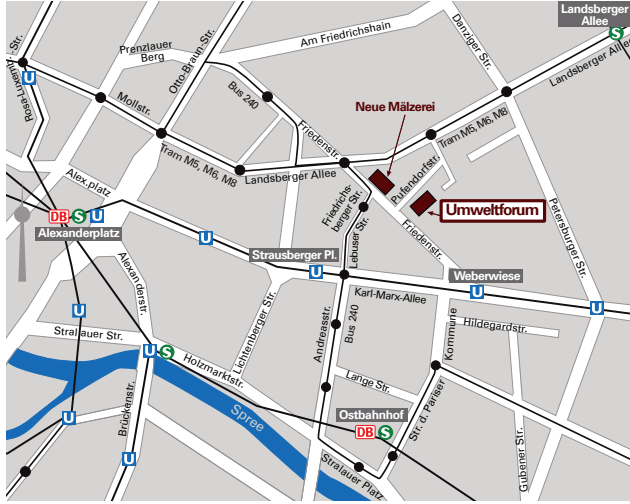 Landsberger
Allee
S
Danziger Str.
Am Friedrichshain
Prenzlauer
Berg
Otto-Braun-Str.
Rosa-Luxemb.-Str.
U
Landsberger Allee
Bus 240
Mollstr.
Neue Mälzerei
Friedenstr.
Tram M5, M6, M8
Tram M5, M6, M8
Landsberger Allee
Pufendorfstr.
Alex.platz
Friedrichs-
berger Str.
DB S U
Umweltforum
Alexanderplatz
U
Lebuser Str.
Friedenstr.
Petersburger Str.
Strausberger Pl.
U
Weberwiese
U
Alexanderstr.
Karl-Marx-Allee
U
U
Lichtenberger Str.
Andreasstr.
Bus 240
Kommune
Hildegardstr.
Stralauer Str.
U S
Holzmarktstr.
Lange Str.
Spree
Str. d. Pariser
U
Brückenstr.
Ostbahnhof
DB S
Gubener Str.
U
Stralauer Platz